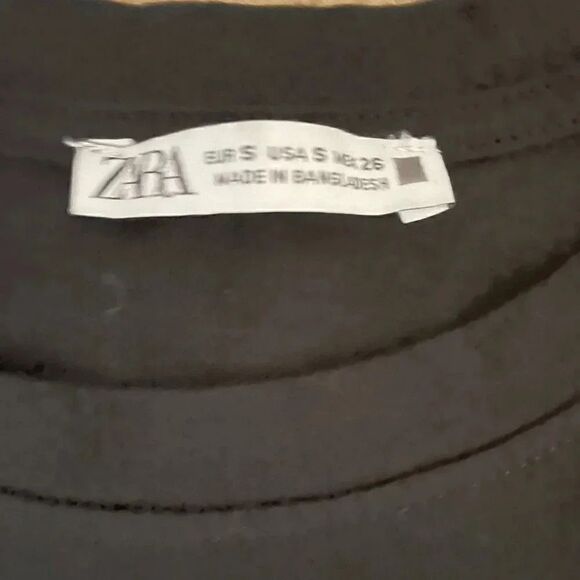 ZARA
EUR S USA S MEX 26
MADE IN BANGLADESH